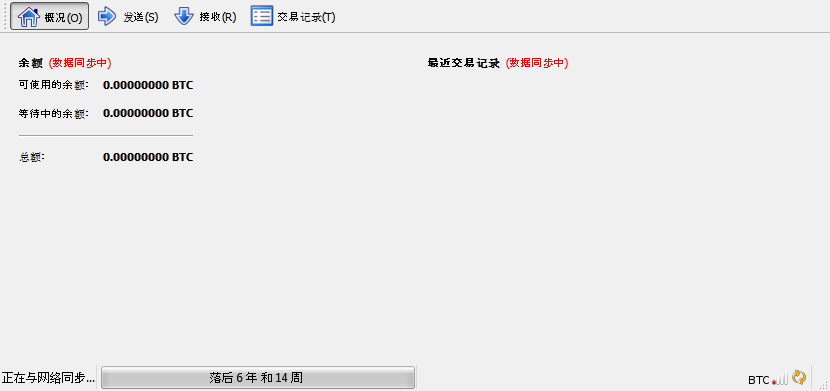 概况(O) 发送(S) 接收(R) 交易记录(T)
余额 (数据同步中) 最近交易记录 (数据同步中)
可使用的余额: 0.00000000 BTC
等待中的余额: 0.00000000 BTC
总额: 0.00000000 BTC
正在与网络同步... 落后 6 年 和 14 周 BTC